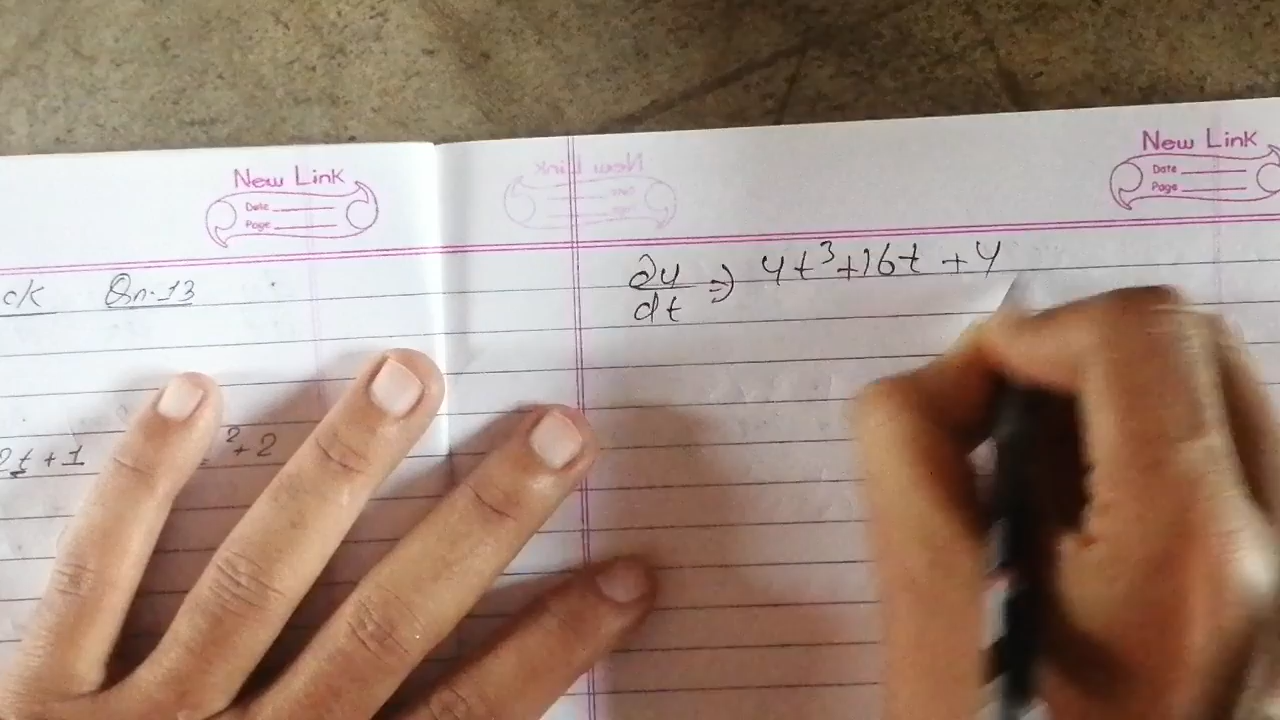 New Link
Date
Page
c/K Qn.13
2t + 1
² + 2
New Link
Date
Page
dy/dt ⇒ 4t³ + 16t + 4